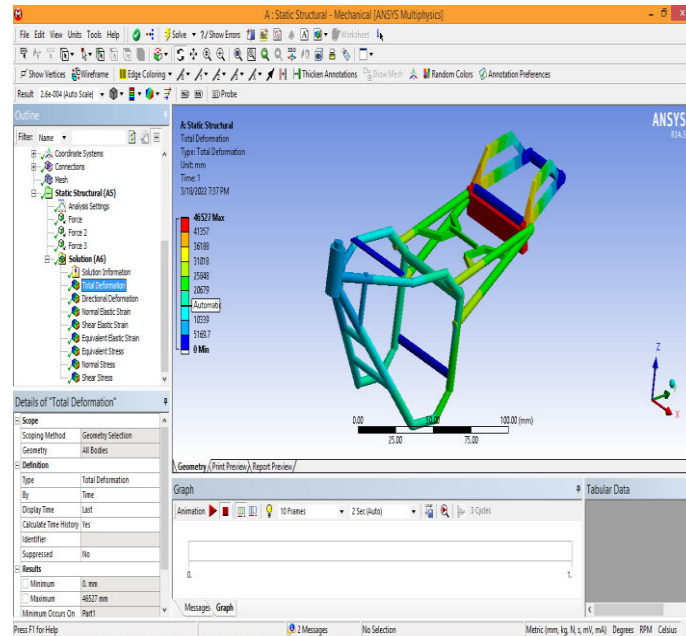 A : Static Structural - Mechanical [ANSYS Multiphysics]
File Edit View Units Tools Help Solve ?/ Show Errors Worksheet
Show Vertices Wireframe Edge Coloring Thicken Annotations Show Mesh Random Colors Annotation Preferences
Result 2.6e-004 (Auto Scale) Probe
Outline
Filter: Name
Coordinate Systems
Connections
Mesh
Static Structural (A5)
Analysis Settings
Force
Force 2
Force 3
Solution (A6)
Solution Information
Total Deformation
Directional Deformation
Normal Elastic Strain
Shear Elastic Strain
Equivalent Elastic Strain
Equivalent Stress
Normal Stress
Shear Stress
A: Static Structural
Total Deformation
Type: Total Deformation
Unit: mm
Time: 1
3/18/2022 7:37 PM
46527 Max
41357
36188
31018
25848
20679
Automatic
10339
5169.7
0 Min
ANSYS
R14.5
Z
X
0.00 50.00 100.00 (mm)
25.00 75.00
Geometry Print Preview Report Preview
Details of "Total Deformation"
Scope
Scoping Method Geometry Selection
Geometry All Bodies
Definition
Type Total Deformation
By Time
Display Time Last
Calculate Time History Yes
Identifier
Suppressed No
Results
Minimum 0. mm
Maximum 46527 mm
Minimum Occurs On Part1
Graph
Animation 10 Frames 2 Sec (Auto) 3 Cycles
0. 1.
Messages Graph
Tabular Data
Press F1 for Help 2 Messages No Selection Metric (mm, kg, N, s, mV, mA) Degrees RPM Celsius